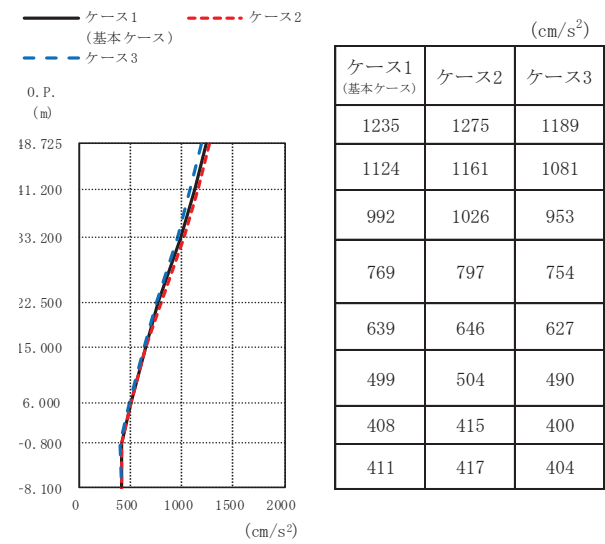 ケース1 ケース2
(基本ケース)
ケース3
O.P.
(m)
48.725
41.200
33.200
22.500
15.000
6.000
-0.800
-8.100
0 500 1000 1500 2000
(cm/s²)
(cm/s²)
ケース1 ケース2 ケース3
(基本ケース)
1235 1275 1189
1124 1161 1081
992 1026 953
769 797 754
639 646 627
499 504 490
408 415 400
411 417 404